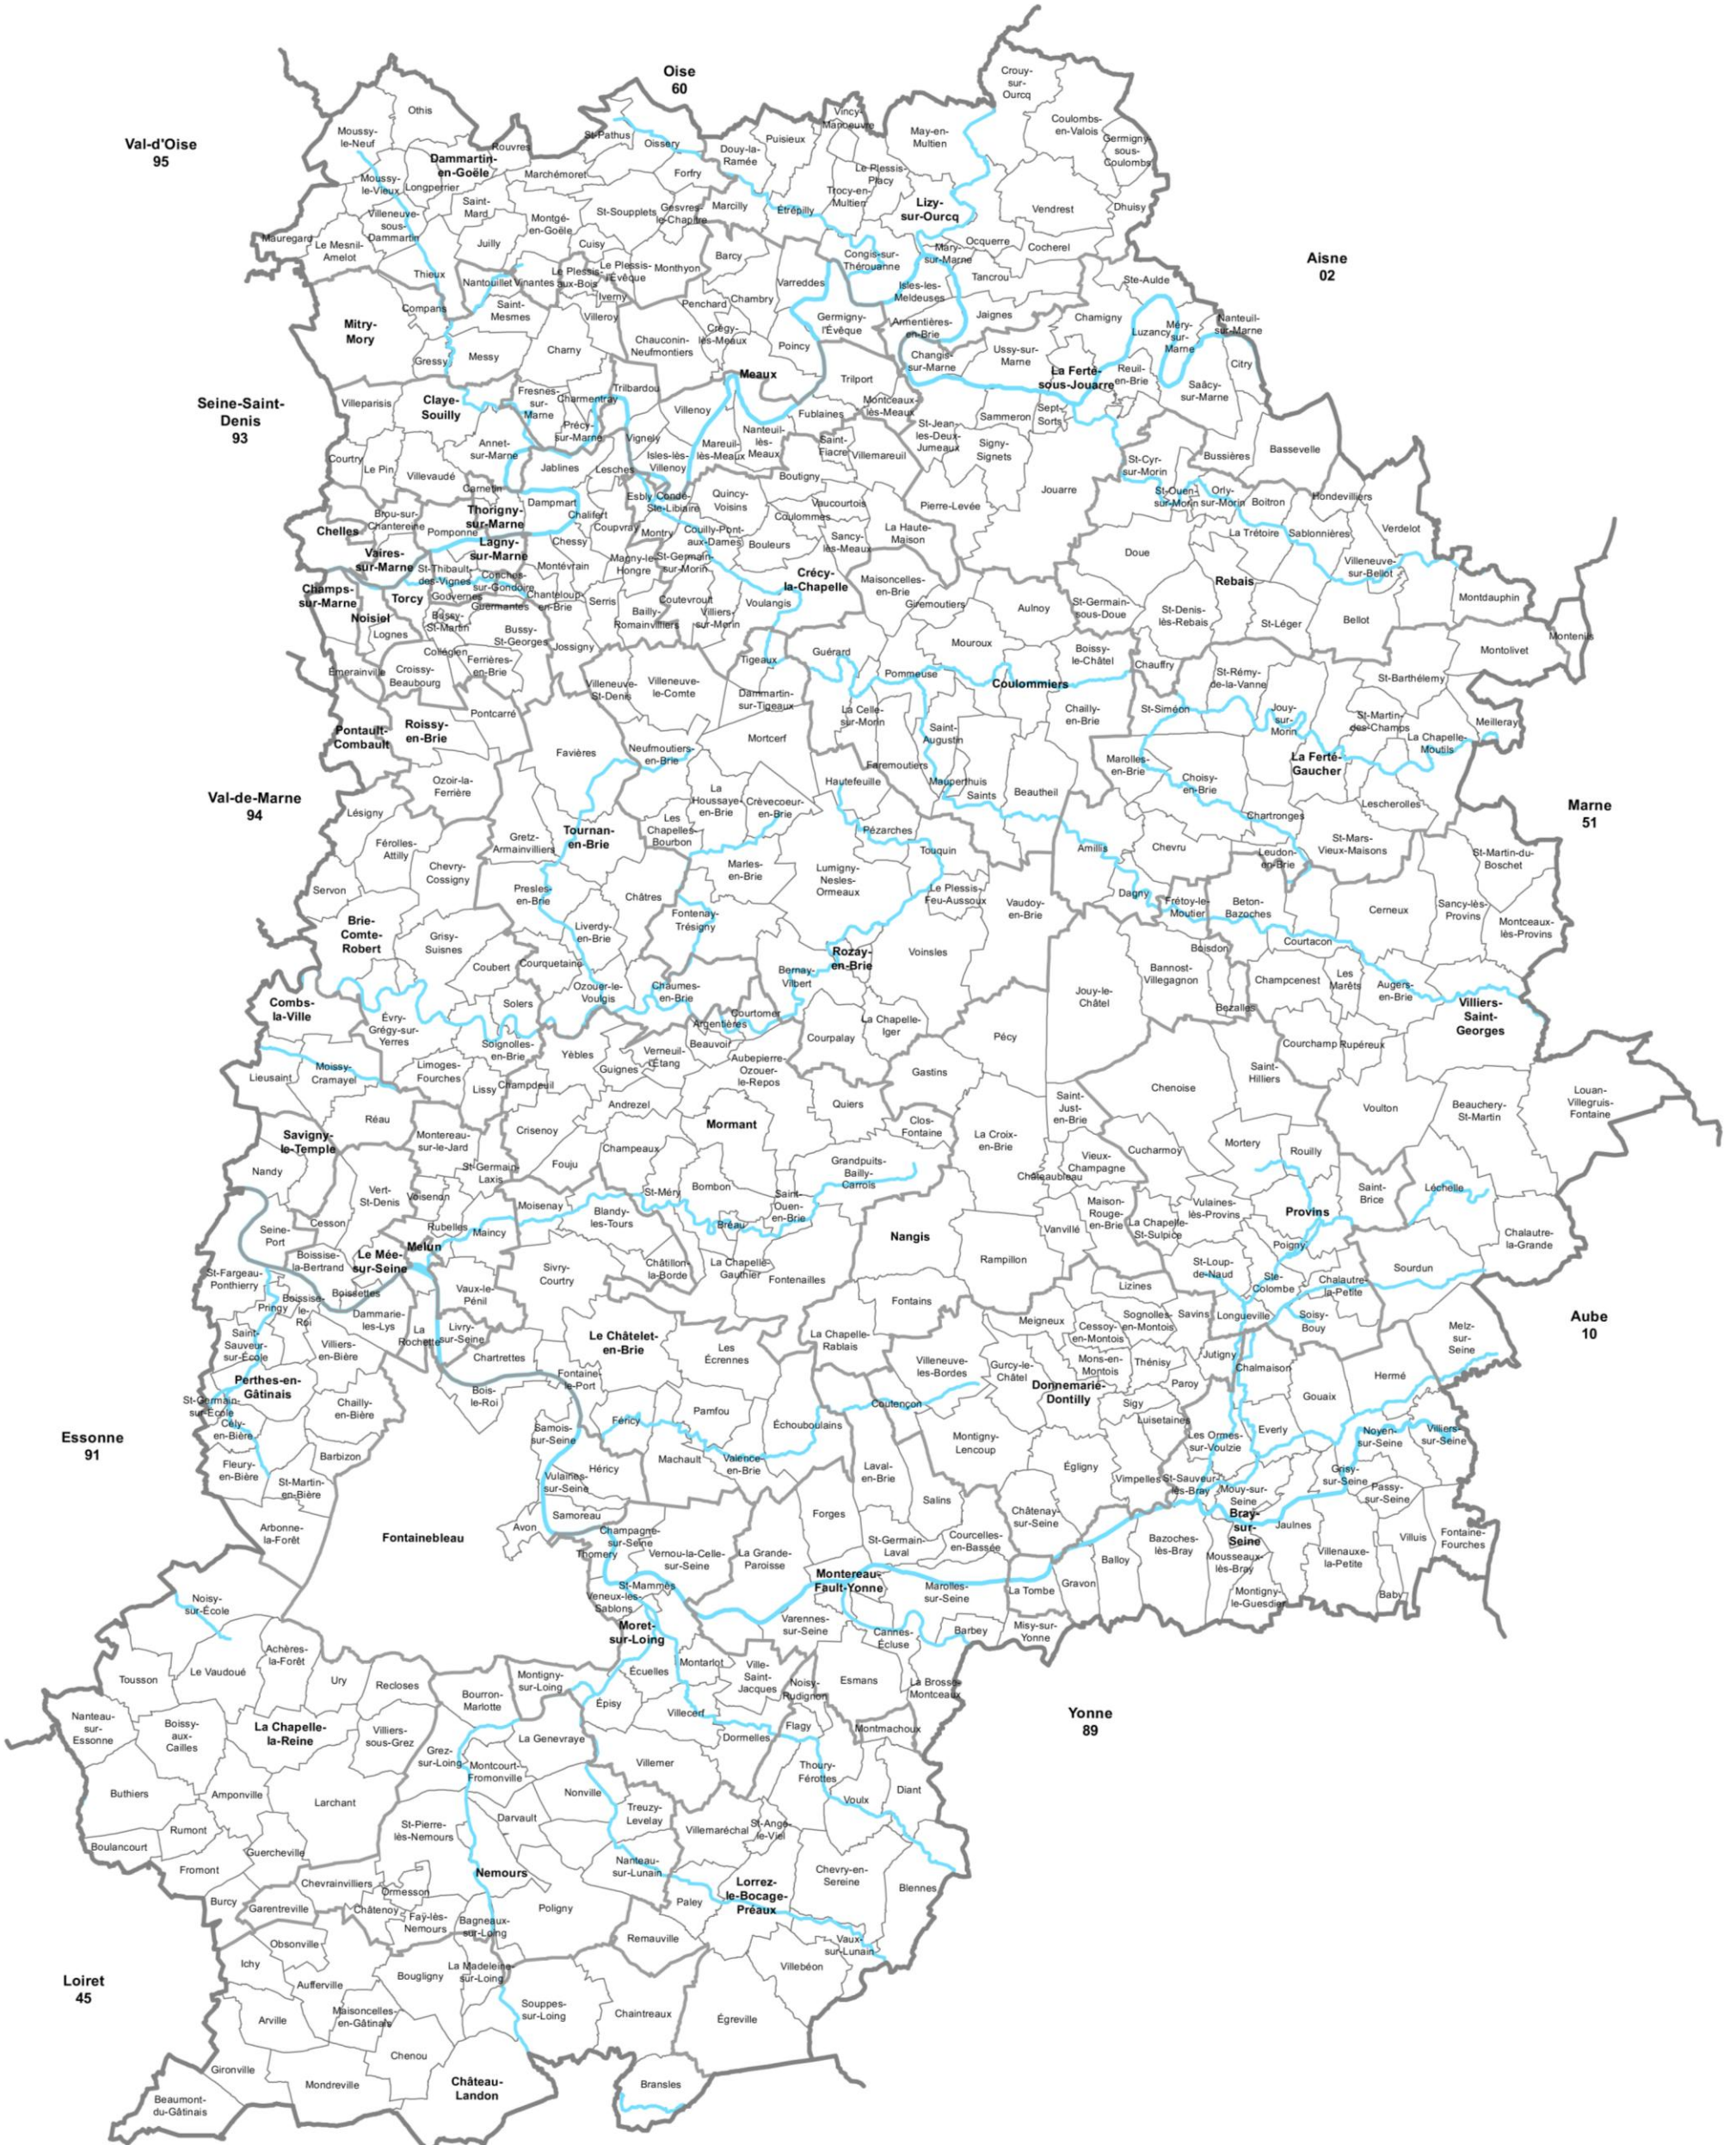 Oise
60
Crouy-
sur-
Ourcq
Othis
Vincy-
Manoeuvre
Coulombs-
en-Valois
Moussy-
le-Neuf
St-Pathus
Puisieux
May-en-
Multien
Germigny-
sous-
Coulombs
Val-d'Oise
95
Rouvres
Oissery
Douy-la-
Ramée
Dammartin-
en-Goële
Marchémoret
Forfry
Le Plessis-
Placy
Moussy-
le-Vieux
Longperrier
Trocy-en-
Multien
Saint-
Mard
St-Soupplets
Gesvres-
le-Chapitre
Marcilly
Étrépilly
Lizy-
sur-Ourcq
Vendrest
Dhuisy
Villeneuve-
sous-
Dammartin
Montgé-
en-Goële
Mauregard
Le Mesnil-
Amelot
Juilly
Cuisy
Barcy
Congis-sur-
Thérouanne
Mary-
sur-Marne
Ocquerre
Cocherel
Aisne
02
Thieux
Nantouillet
Vinantes
Le Plessis-
aux-Bois
Le Plessis-
l'Évêque
Monthyon
Varreddes
Isles-les-
Meldeuses
Tancrou
Ste-Aulde
Compans
Saint-
Mesmes
Iverny
Villeroy
Penchard
Chambry
Germigny-
l'Évêque
Armentières-
en-Brie
Jaignes
Chamigny
Luzancy
Méry-
sur-
Marne
Nanteuil-
sur-Marne
Mitry-
Mory
Gressy
Messy
Charny
Chauconin-
Neufmontiers
Crégy-
lès-Meaux
Poincy
Changis-
sur-Marne
Ussy-sur-
Marne
Citry
Meaux
Trilport
La Ferté-
sous-Jouarre
Reuil-
en-Brie
Saâcy-
sur-Marne
Seine-Saint-
Denis
93
Villeparisis
Claye-
Souilly
Fresnes-
sur-
Marne
Charmentray
Trilbardou
Villenoy
Fublaines
Montceaux-
lès-Meaux
Sammeron
Sept-
Sorts
Précy-
sur-Marne
Vignely
Isles-lès-
Villenoy
Mareuil-
lès-Meaux
Nanteuil-
lès-
Meaux
Saint-
Fiacre
Villemareuil
St-Jean-
les-Deux-
Jumeaux
Signy-
Signets
Bussières
Bassevelle
Courtry
Le Pin
Villevaudé
Annet-
sur-Marne
Jablines
Lesches
Boutigny
St-Cyr-
sur-Morin
Carnetin
Dampmart
Esbly
Condé-
Ste-Libiaire
Quincy-
Voisins
Vaucourtois
Pierre-Levée
Jouarre
St-Ouen-
sur-Morin
Orly-
sur-Morin
Boitron
Hondevilliers
Chelles
Brou-sur-
Chantereine
Pomponne
Thorigny-
sur-Marne
Chalifert
Coupvray
Montry
Couilly-Pont-
aux-Dames
Coulommes
Bouleurs
Sancy-
lès-Meaux
La Haute-
Maison
La Trétoire
Sablonnières
Verdelot
Vaires-
sur-Marne
Lagny-
sur-Marne
Chessy
Magny-le-
Hongre
St-Germain-
sur-Morin
Doue
Villeneuve-
sur-Bellot
Champs-
sur-Marne
St-Thibault-
des-Vignes
Conches-
sur-Gondoire
Montévrain
Crécy-
la-Chapelle
Maisoncelles-
en-Brie
Rebais
Torcy
Gouvernes
Guermantes
Chanteloup-
en-Brie
Serris
Coutevroult
Voulangis
Giremoutiers
Aulnoy
St-Germain-
sous-Doue
St-Denis-
lès-Rebais
St-Léger
Bellot
Montdauphin
Noisiel
Lognes
Bussy-
St-Martin
Bussy-
St-Georges
Jossigny
Bailly-
Romainvilliers
Villiers-
sur-Morin
Montenils
Montolivet
Émerainville
Croissy-
Beaubourg
Collégien
Ferrières-
en-Brie
Tigeaux
Guérard
Mouroux
Boissy-
le-Châtel
Chauffry
St-Rémy-
de-la-Vanne
St-Barthélemy
Villeneuve-
St-Denis
Villeneuve-
le-Comte
Dammartin-
sur-Tigeaux
Pommeuse
Coulommiers
Pontault-
Combault
Roissy-
en-Brie
Pontcarré
La Celle-
sur-Morin
Saint-
Augustin
Chailly-
en-Brie
St-Siméon
Jouy-
sur-
Morin
St-Martin-
des-Champs
Meilleray
Favières
Neufmoutiers-
en-Brie
Mortcerf
Faremoutiers
Marolles-
en-Brie
La Ferté-
Gaucher
La Chapelle-
Moutils
Val-de-Marne
94
Ozoir-la-
Ferrière
Hautefeuille
Mauperthuis
Saints
Beautheil
Choisy-
en-Brie
Marne
51
Lésigny
La
Houssaye-
en-Brie
Crèvecoeur-
en-Brie
Chartronges
Lescherolles
Férolles-
Attilly
Gretz-
Armainvilliers
Tournan-
en-Brie
Les
Chapelles-
Bourbon
Pézarches
Touquin
Amillis
Chevru
Leudon-
en-Brie
St-Mars-
Vieux-Maisons
St-Martin-du-
Boschet
Servon
Chevry-
Cossigny
Presles-
en-Brie
Châtres
Marles-
en-Brie
Lumigny-
Nesles-
Ormeaux
Le Plessis-
Feu-Aussoux
Vaudoy-
en-Brie
Dagny
Frétoy-le-
Moutier
Beton-
Bazoches
Cerneux
Sancy-lès-
Provins
Montceaux-
lès-Provins
Brie-
Comte-
Robert
Grisy-
Suisnes
Liverdy-
en-Brie
Fontenay-
Trésigny
Rozay-
en-Brie
Voinsles
Boisdon
Courtacon
Coubert
Courquetaine
Bernay-
Vilbert
Jouy-le-
Châtel
Bannost-
Villegagnon
Champcenest
Les
Marêts
Augers-
en-Brie
Villiers-
Saint-
Georges
Combs-
la-Ville
Évry-
Grégy-sur-
Yerres
Solers
Ozouer-le-
Voulgis
Chaumes-
en-Brie
Argentières
Courtomer
La Chapelle-
Iger
Bezalles
Soignolles-
en-Brie
Yèbles
Guignes
Verneuil-
l'Étang
Beauvoir
Aubepierre-
Ozouer-
le-Repos
Courpalay
Pécy
Courchamp
Rupéreux
Lieusaint
Moissy-
Cramayel
Limoges-
Fourches
Lissy
Champdeuil
Gastins
Chenoise
Saint-
Hilliers
Louan-
Villegruis-
Fontaine
Réau
Andrezel
Mormant
Quiers
Clos-
Fontaine
Saint-
Just-
en-Brie
Voulton
Beauchery-
St-Martin
Savigny-
le-Temple
Montereau-
sur-le-Jard
Crisenoy
Champeaux
La Croix-
en-Brie
Mortery
Rouilly
Nandy
St-Germain-
Laxis
Fouju
Grandpuits-
Bailly-
Carrois
Châteaubleau
Vieux-
Champagne
Cucharmoy
Vert-
St-Denis
Voisenon
Moisenay
Blandy-
les-Tours
St-Méry
Bombon
Saint-
Ouen-
en-Brie
Bréau
Maison-
Rouge-
en-Brie
Vulaines-
lès-Provins
Provins
Saint-
Brice
Léchelle
Seine-
Port
Cesson
Rubelles
Maincy
Nangis
Vanvillé
La Chapelle-
St-Sulpice
Poigny
Chalautre-
la-Grande
Boissise-
la-Bertrand
Le Mée-
sur-Seine
Melun
Sivry-
Courtry
Châtillon-
la-Borde
La Chapelle-
Gauthier
Fontenailles
Rampillon
St-Loup-
de-Naud
Ste-
Colombe
Chalautre-
la-Petite
Sourdun
St-Fargeau-
Ponthierry
Pringy
Boissise-
le-
Roi
Boissettes
Dammarie-
les-Lys
Vaux-le-
Pénil
Fontains
Lizines
Longueville
Soisy-
Bouy
Aube
10
Saint-
Sauveur-
sur-École
Villiers-
en-Bière
La
Rochette
Livry-
sur-Seine
Chartrettes
Le Châtelet-
en-Brie
Les
Écrennes
La Chapelle-
Rablais
Meigneux
Cessoy-
en-Montois
Sognolles-
en-Montois
Savins
Jutigny
Chalmaison
Melz-
sur-
Seine
Perthes-en-
Gâtinais
Chailly-
en-Bière
Bois-
le-Roi
Fontaine-
le-Port
Villeneuve-
les-Bordes
Gurcy-le-
Châtel
Mons-en-
Montois
Thénisy
Paroy
Donnemarie-
Dontilly
Gouaix
Hermé
St-Germain-
sur-École
Cély-
en-Bière
Samois-
sur-Seine
Féricy
Pamfou
Échouboulains
Coutençon
Sigy
Luisetaines
Essonne
91
Fleury-
en-Bière
Barbizon
Héricy
Machault
Valence-
en-Brie
Montigny-
Lencoup
Les Ormes-
sur-Voulzie
Everly
Noyen-
sur-Seine
Villiers-
sur-Seine
St-Martin-
en-Bière
Vulaines-
sur-Seine
Laval-
en-Brie
Égligny
Vimpelles
St-Sauveur-
lès-Bray
Mouy-sur-
Seine
Grisy-
sur-Seine
Passy-
sur-Seine
Arbonne-
la-Forêt
Fontainebleau
Avon
Samoreau
Forges
Salins
Châtenay-
sur-Seine
Bray-
sur-
Seine
Jaulnes
Villuis
Fontaine-
Fourches
Champagne-
sur-Seine
Thomery
Vernou-la-Celle-
sur-Seine
La Grande-
Paroisse
St-Germain-
Laval
Courcelles-
en-Bassée
Bazoches-
lès-Bray
Mousseaux-
lès-Bray
Villenauxe-
la-Petite
St-Mammès
Veneux-les-
Sablons
Montereau-
Fault-Yonne
Marolles-
sur-Seine
La Tombe
Gravon
Balloy
Montigny-
le-Guesdier
Baby
Noisy-
sur-École
Moret-
sur-Loing
Varennes-
sur-Seine
Cannes-
Écluse
Barbey
Misy-sur-
Yonne
Achères-
la-Forêt
Tousson
Le Vaudoué
Ury
Recloses
Montigny-
sur-Loing
Écuelles
Montarlot
Ville-
Saint-
Jacques
Noisy-
Rudignon
Esmans
La Brosse-
Montceaux
Bourron-
Marlotte
Épisy
Villecerf
Yonne
89
Nanteau-
sur-
Essonne
Boissy-
aux-
Cailles
La Chapelle-
la-Reine
Villiers-
sous-Grez
Flagy
Montmachoux
Grez-
sur-Loing
La Genevraye
Dormelles
Montcourt-
Fromonville
Villemer
Thoury-
Férottes
Buthiers
Amponville
Larchant
Nonville
Diant
Voulx
Rumont
St-Pierre-
lès-Nemours
Darvault
Treuzy-
Levelay
Villemaréchal
St-Ange-
le-Viel
Boulancourt
Guercheville
Fromont
Nemours
Nanteau-
sur-Lunain
Chevry-en-
Sereine
Chevrainvilliers
Ormesson
Lorrez-
le-Bocage-
Préaux
Blennes
Burcy
Garentreville
Châtenoy
Faÿ-lès-
Nemours
Bagneaux-
sur-Loing
Poligny
Paley
Obsonville
Remauville
Vaux-
sur-Lunain
Ichy
Aufferville
Bougligny
La Madeleine-
sur-Loing
Villebéon
Loiret
45
Arville
Maisoncelles-
en-Gâtinais
Souppes-
sur-Loing
Chaintreaux
Égreville
Chenou
Gironville
Mondreville
Château-
Landon
Bransles
Beaumont-
du-Gâtinais